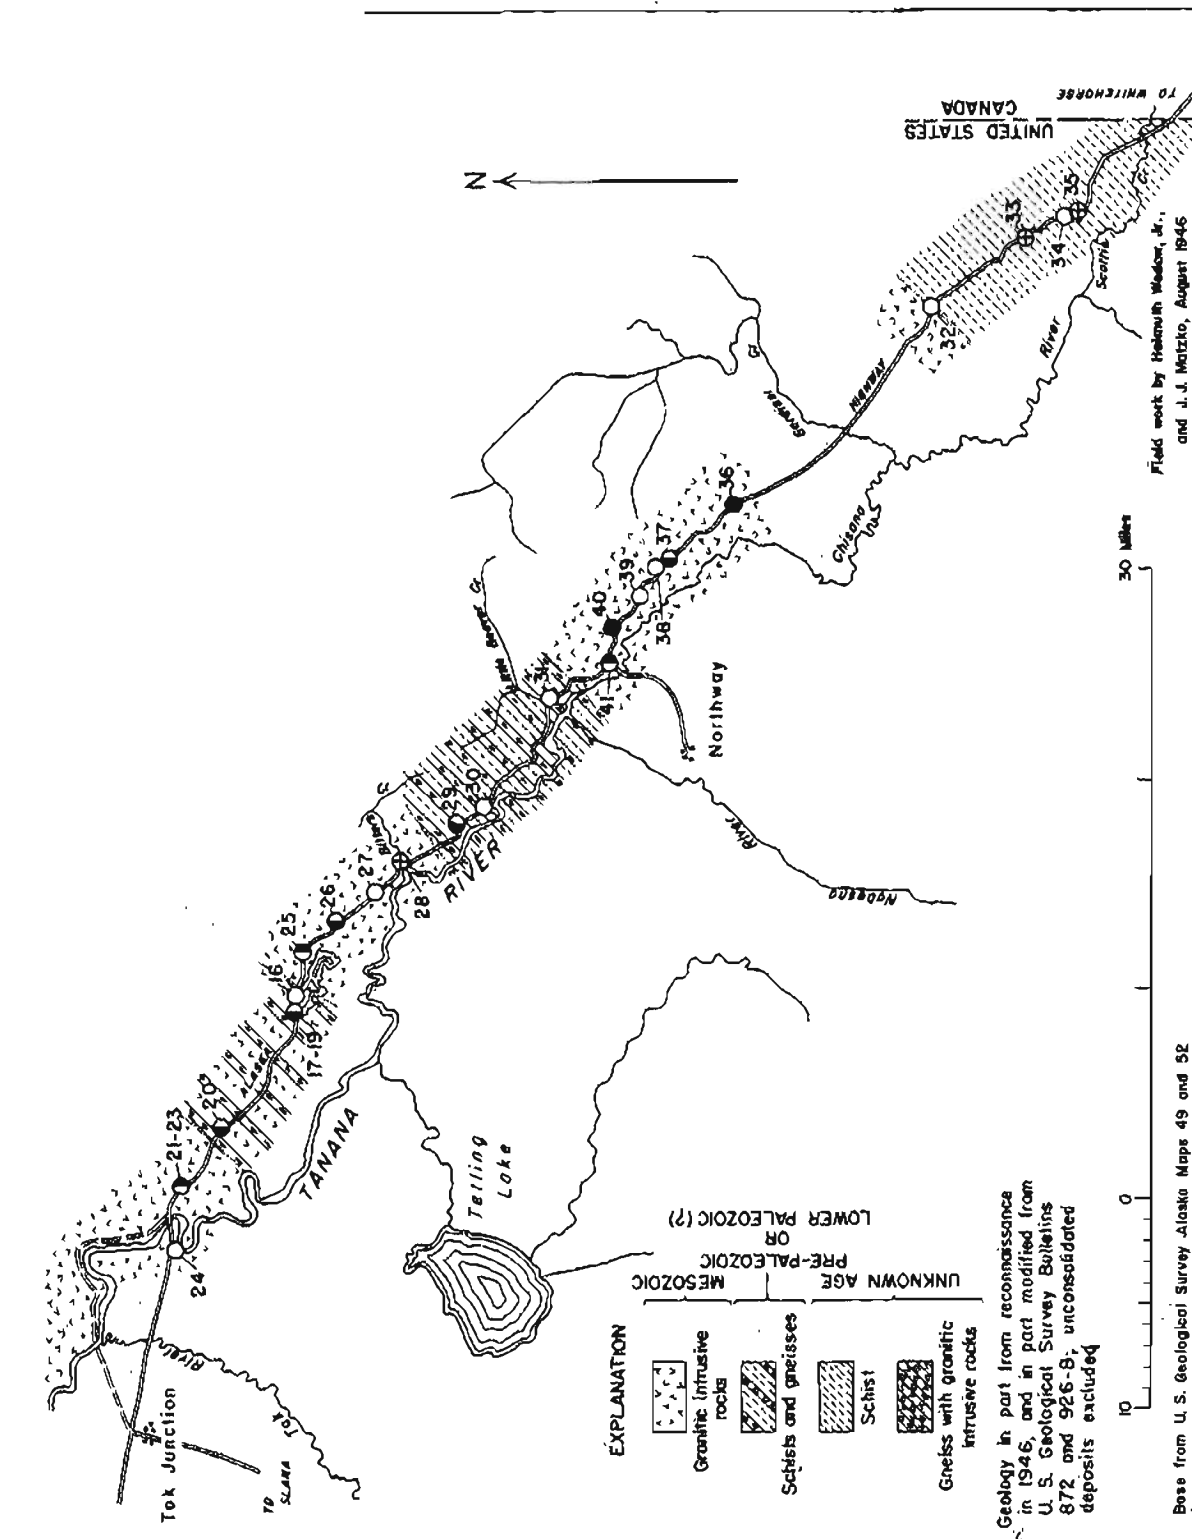 UNITED STATES
CANADA
TO WHITEHORSE
N
33
35
34
32
Scottie
Cr
River
HIGHWAY
Gardiner
Cr
Chisana
36
37
39
38
40
41
31
Northway
Little Beaver Cr
30
29
28
27
26
25
Bitters
Cr
RIVER
River
Nabesna
16
17-19
20
21-23
24
ALASKA
TANANA
Tetling
Lake
Tok Junction
TO
SLANA
Tok
River
EXPLANATION
Granitic intrusive
rocks
MESOZOIC
Schists and gneisses
PRE-PALEOZOIC
OR
LOWER PALEOZOIC (?)
Schist
Gneiss with granitic
intrusive rocks
UNKNOWN AGE
Geology in part from reconnaissance
in 1946, and in part modified from
U. S. Geological Survey Bulletins
872 and 926-B; unconsolidated
deposits excluded
10
0
30 Miles
Base from U. S. Geological Survey Alaska Maps 49 and 52
Field work by Helmuth Wedow, Jr.,
and J. J. Matzko, August 1946